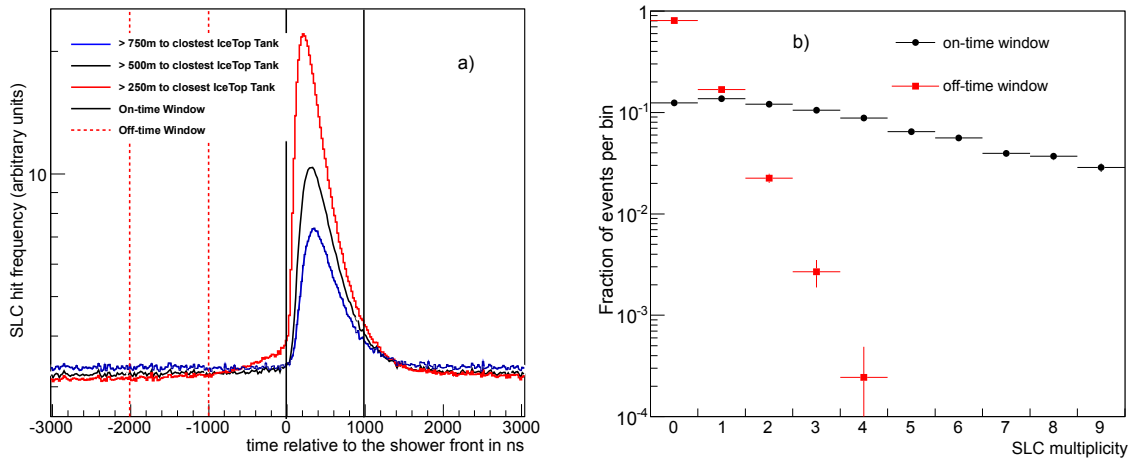 SLC hit frequency (arbitrary units)
10
> 750m to clostest IceTop Tank
> 500m to clostest IceTop Tank
> 250m to closest IceTop Tank
On-time Window
Off-time Window
a)
-3000 -2000 -1000 0 1000 2000 3000
time relative to the shower front in ns
Fraction of events per bin
1
10-1
10-2
10-3
10-4
b)
on-time window
off-time window
0 1 2 3 4 5 6 7 8 9
SLC multiplicity